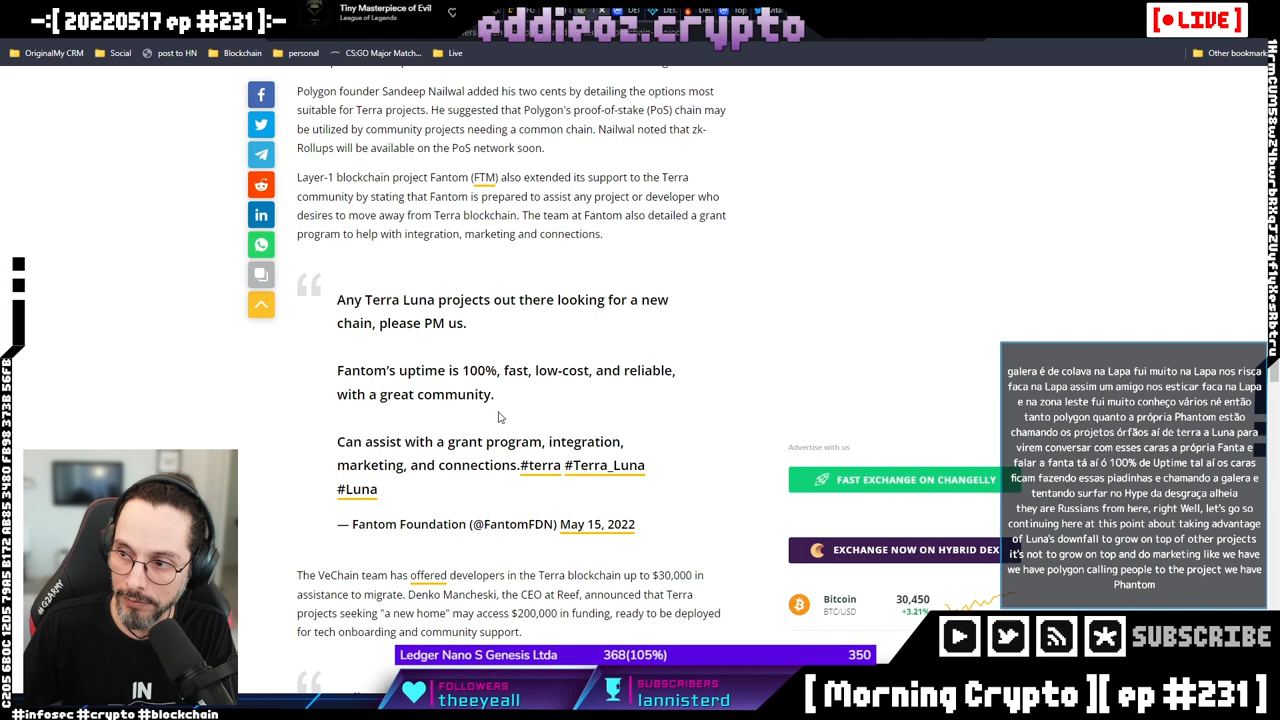 —:[ 20220517 ep #231 ]:—
Tiny Masterpiece of Evil
League of Legends
eddieoz.crypto
[ • LIVE ]
OriginalMy CRM
Social
post to HN
Blockchain
personal
CS:GO Major Match...
Live
Other bookmark
Polygon founder Sandeep Nailwal added his two cents by detailing the options most
suitable for Terra projects. He suggested that Polygon's proof-of-stake (PoS) chain may
be utilized by community projects needing a common chain. Nailwal noted that zk-
Rollups will be available on the PoS network soon.
Layer-1 blockchain project Fantom (FTM) also extended its support to the Terra
community by stating that Fantom is prepared to assist any project or developer who
desires to move away from Terra blockchain. The team at Fantom also detailed a grant
program to help with integration, marketing and connections.
Any Terra Luna projects out there looking for a new
chain, please PM us.
Fantom's uptime is 100%, fast, low-cost, and reliable,
with a great community.
Can assist with a grant program, integration,
marketing, and connections.#terra #Terra_Luna
#Luna
— Fantom Foundation (@FantomFDN) May 15, 2022
The VeChain team has offered developers in the Terra blockchain up to $30,000 in
assistance to migrate. Denko Mancheski, the CEO at Reef, announced that Terra
projects seeking "a new home" may access $200,000 in funding, ready to be deployed
for tech onboarding and community support.
Advertise with us
FAST EXCHANGE ON CHANGELLY
EXCHANGE NOW ON HYBRID DEX
Bitcoin
30,450
BTC/USD
+3.21%
galera é de colava na Lapa fui muito na Lapa nos risca
faca na Lapa assim um amigo nos esticar faca na Lapa
e na zona leste fui muito conheço vários né então
tanto polygon quanto a própria Phantom estão
chamando os projetos órfãos aí de terra a Luna para
virem conversar com esses caras a própria Fanta e
falar a fanta tá aí ó 100% de Uptime tal aí os caras
ficam fazendo essas piadinhas e chamando a galera e
tentando surfar no Hype da desgraça alheia
they are Russians from here, right Well, let's go so
continuing here at this point about taking advantage
of Luna's downfall to grow on top of other projects
it's not to grow on top and do marketing like we have
we have polygon calling people to the project we have
Phantom
Ledger Nano S Genesis Ltda 368(105%) 350
FOLLOWERS
theeyeall
SUBSCRIBERS
lannisterd
SUBSCRIBE
[ Morning Crypto ][ ep #231 ]
#infosec #crypto #blockchain